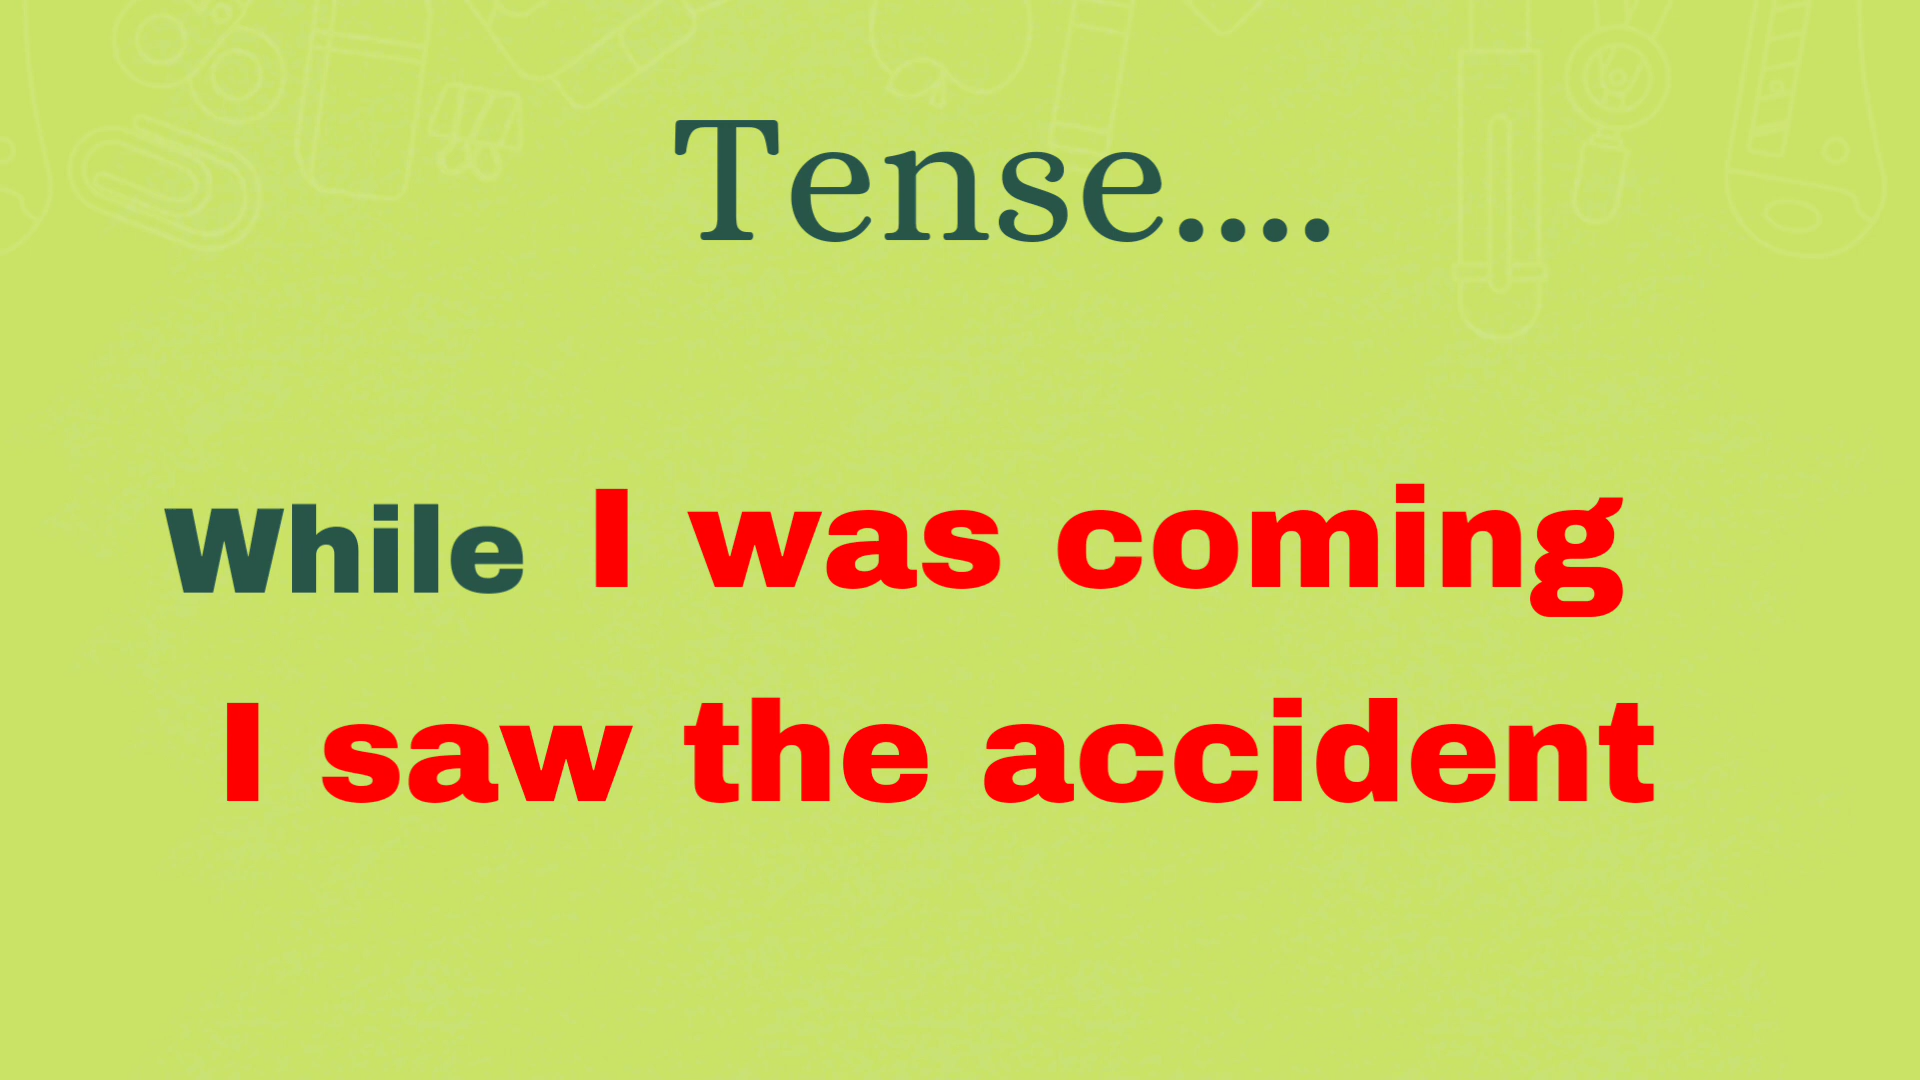 Tense....
While I was coming
I saw the accident